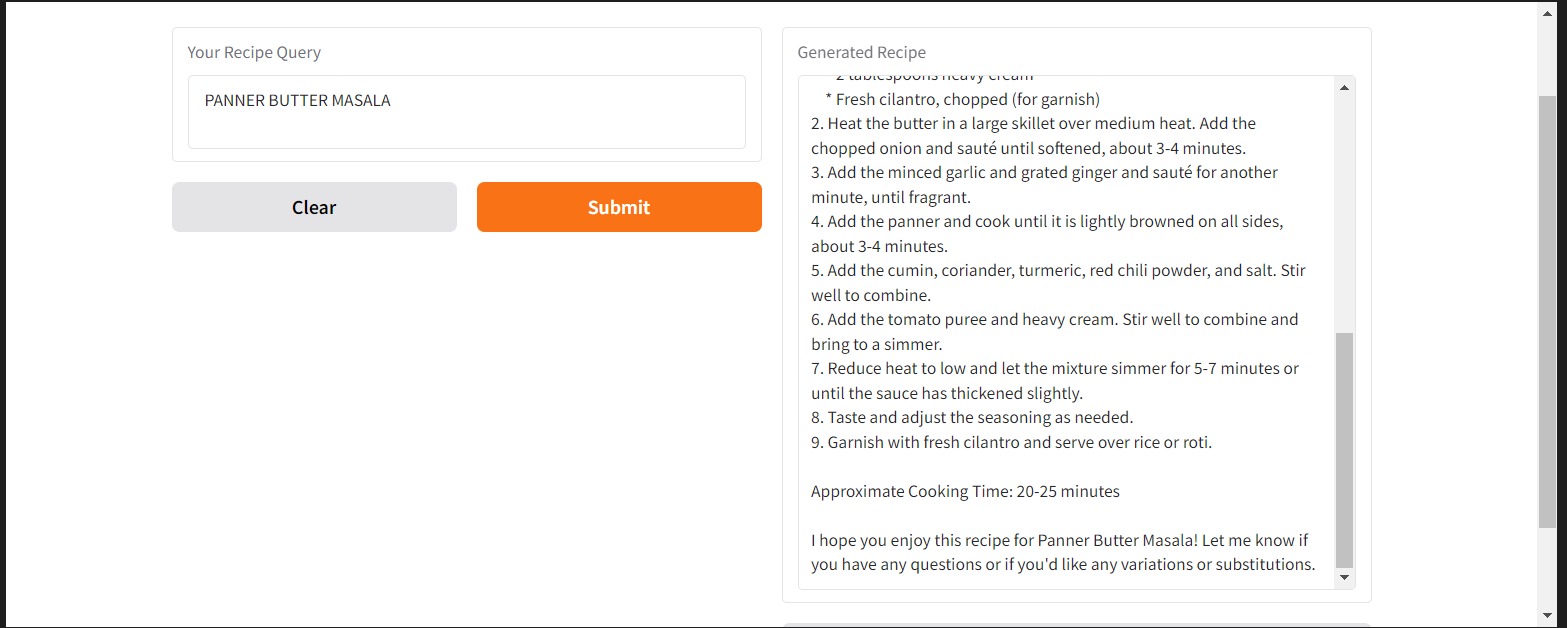 Your Recipe Query
PANNER BUTTER MASALA
Clear
Submit
Generated Recipe
2 tablespoons heavy cream
* Fresh cilantro, chopped (for garnish)
2. Heat the butter in a large skillet over medium heat. Add the
chopped onion and sauté until softened, about 3-4 minutes.
3. Add the minced garlic and grated ginger and sauté for another
minute, until fragrant.
4. Add the panner and cook until it is lightly browned on all sides,
about 3-4 minutes.
5. Add the cumin, coriander, turmeric, red chili powder, and salt. Stir
well to combine.
6. Add the tomato puree and heavy cream. Stir well to combine and
bring to a simmer.
7. Reduce heat to low and let the mixture simmer for 5-7 minutes or
until the sauce has thickened slightly.
8. Taste and adjust the seasoning as needed.
9. Garnish with fresh cilantro and serve over rice or roti.
Approximate Cooking Time: 20-25 minutes
I hope you enjoy this recipe for Panner Butter Masala! Let me know if
you have any questions or if you'd like any variations or substitutions.